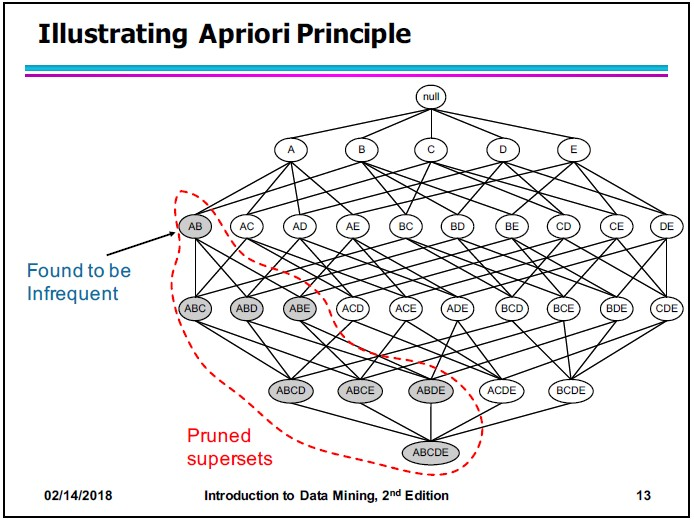 Illustrating Apriori Principle
null
A B C D E
AB AC AD AE BC BD BE CD CE DE
Found to be
Infrequent
ABC ABD ABE ACD ACE ADE BCD BCE BDE CDE
ABCD ABCE ABDE ACDE BCDE
Pruned
supersets
ABCDE
02/14/2018 Introduction to Data Mining, 2nd Edition 13